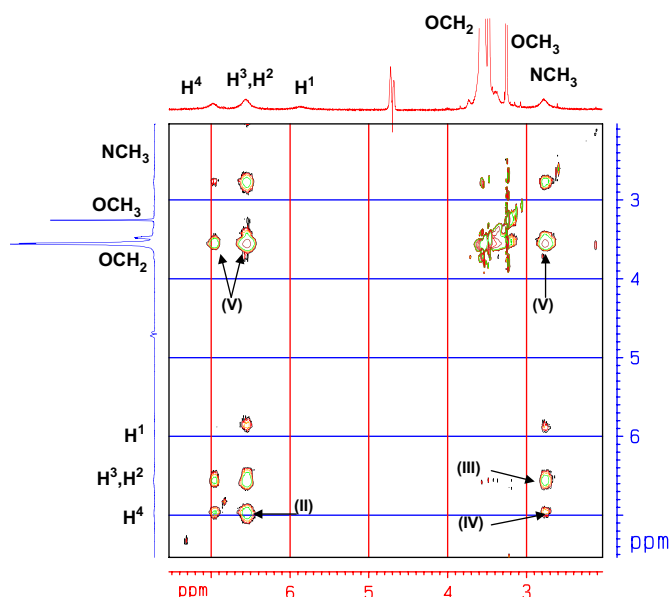 OCH₂
OCH₃
H⁴
H³,H²
H¹
NCH₃
NCH₃
OCH₃
OCH₂
H¹
H³,H²
H⁴
(V)
(V)
(III)
(II)
(IV)
3
4
5
6
ppm
ppm
6
5
4
3